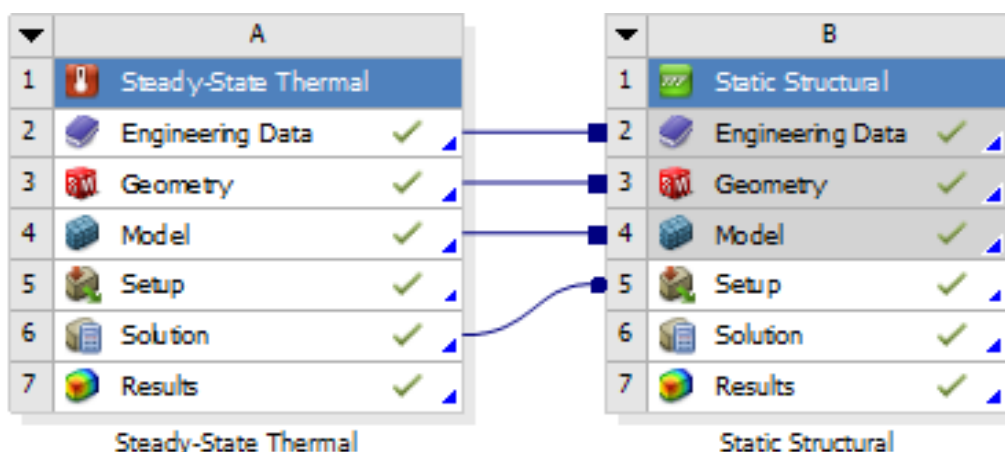 A
1 Steady-State Thermal
2 Engineering Data
3 Geometry
4 Model
5 Setup
6 Solution
7 Results
Steady-State Thermal
B
1 Static Structural
2 Engineering Data
3 Geometry
4 Model
5 Setup
6 Solution
7 Results
Static Structural